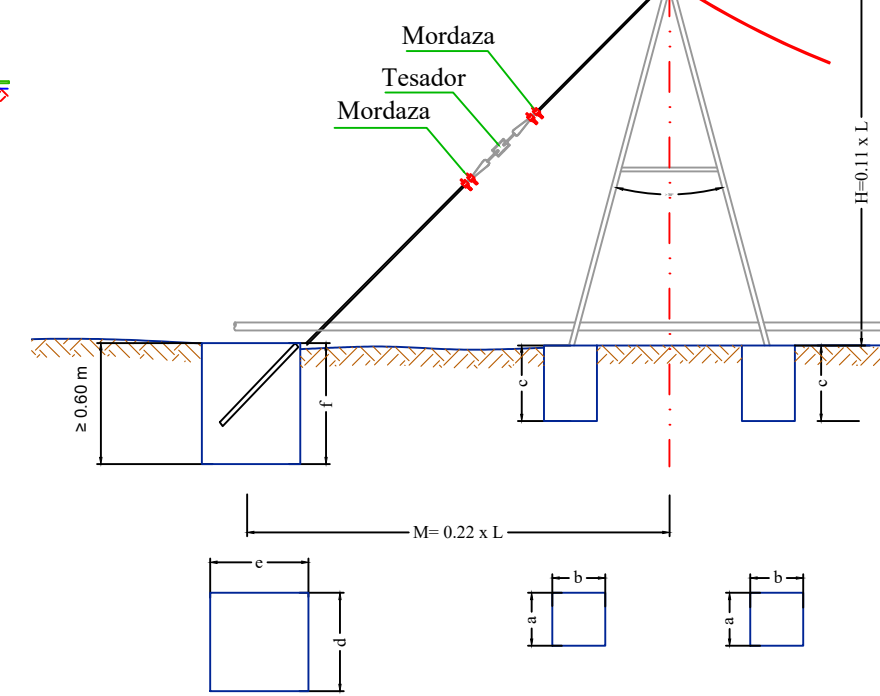 Mordaza
Tesador
Mordaza
H=0.11 x L
≥ 0.60 m
f
c
c
M= 0.22 x L
e
d
b
a
b
a